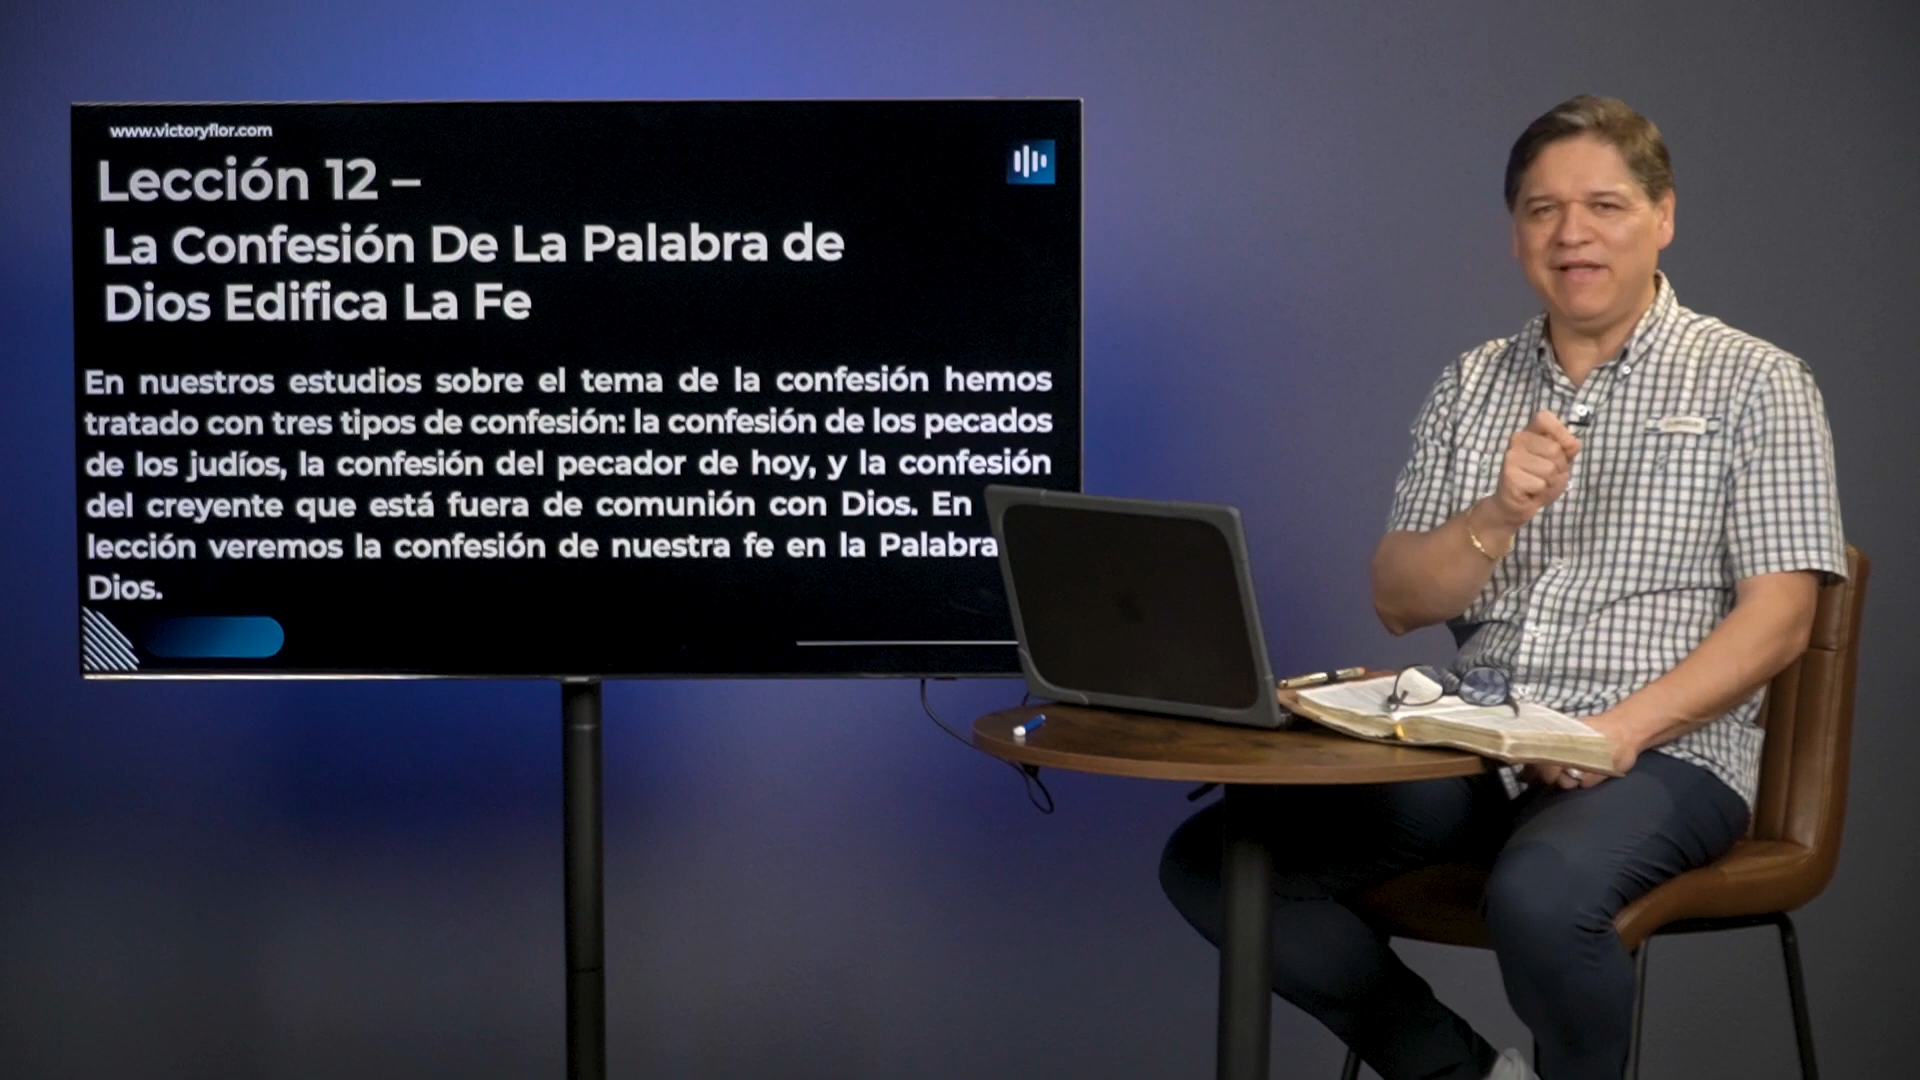 www.victoryflor.com
Lección 12 –
La Confesión De La Palabra de
Dios Edifica La Fe
En nuestros estudios sobre el tema de la confesión hemos
tratado con tres tipos de confesión: la confesión de los pecados
de los judíos, la confesión del pecador de hoy, y la confesión
del creyente que está fuera de comunión con Dios. En
lección veremos la confesión de nuestra fe en la Palabra
Dios.